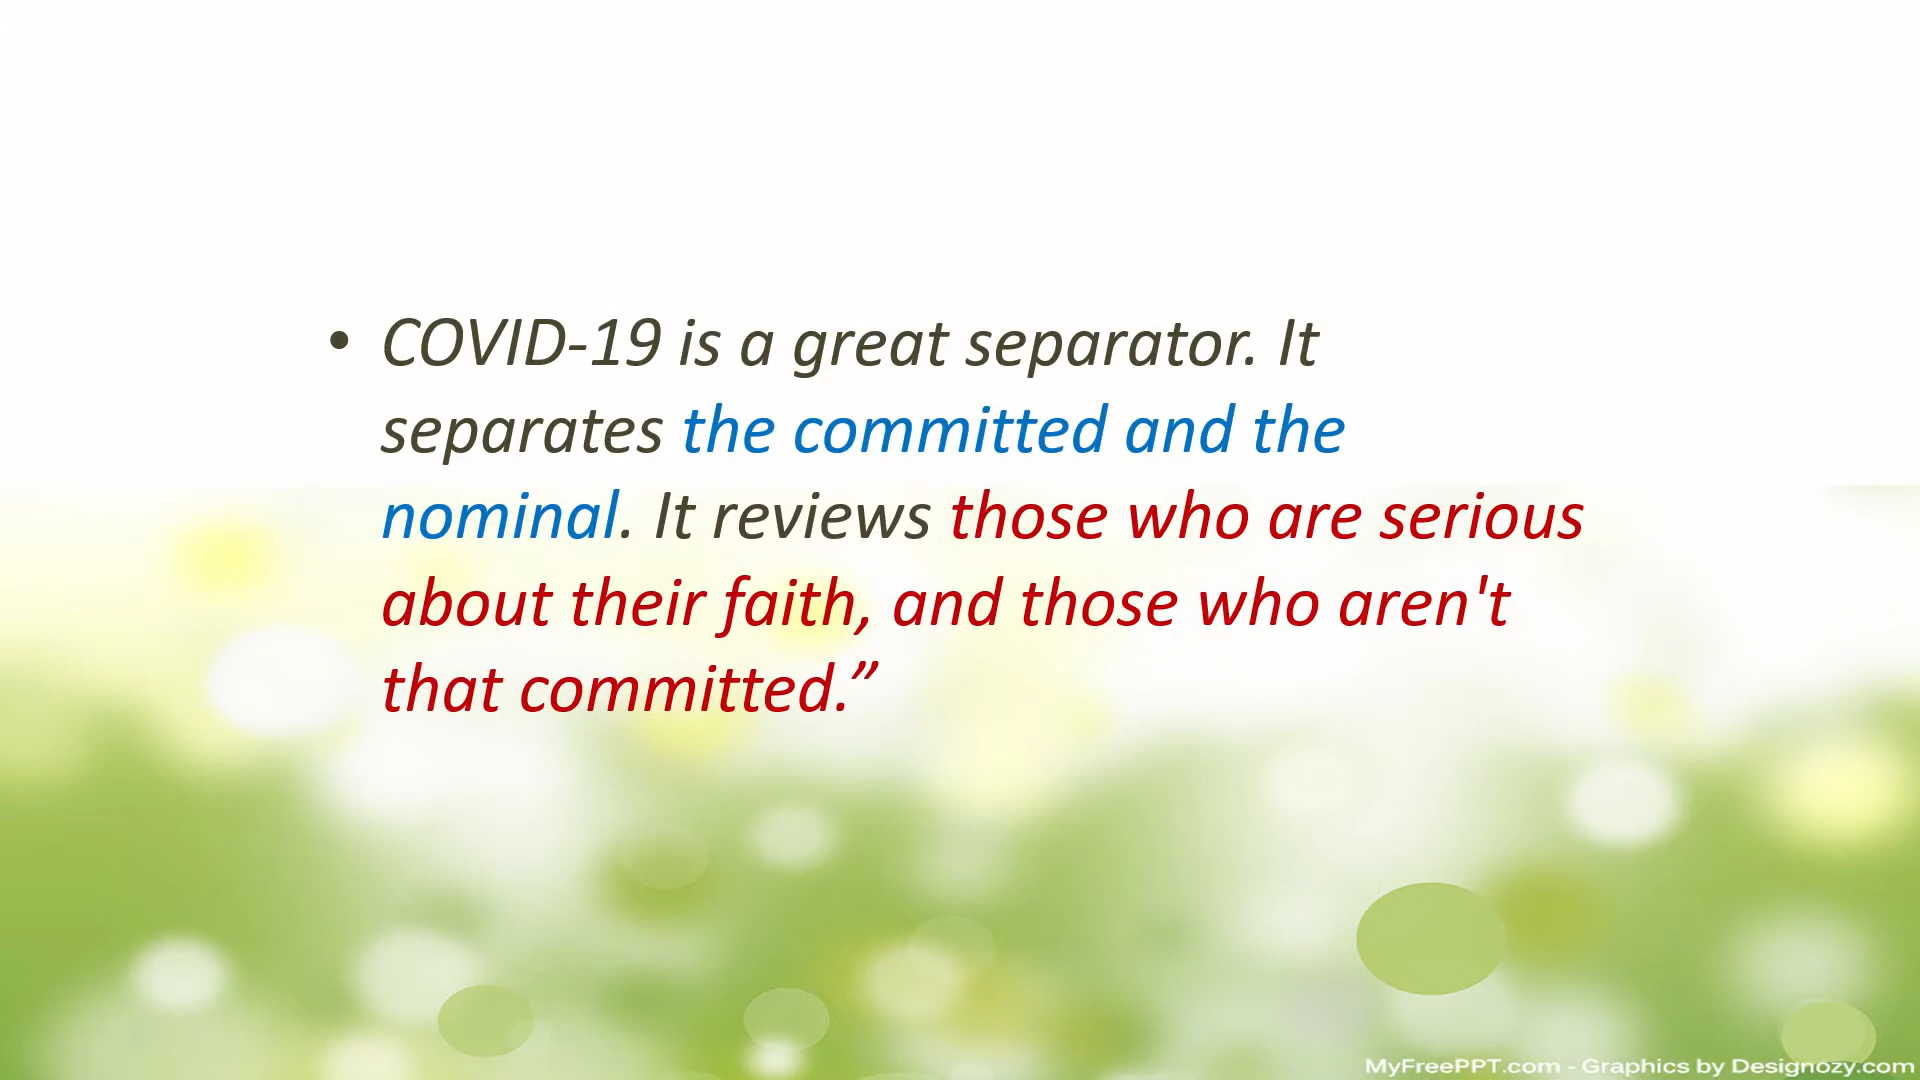 • COVID-19 is a great separator. It
separates the committed and the
nominal. It reviews those who are serious
about their faith, and those who aren't
that committed.”
MyFreePPT.com - Graphics by Designozy.com